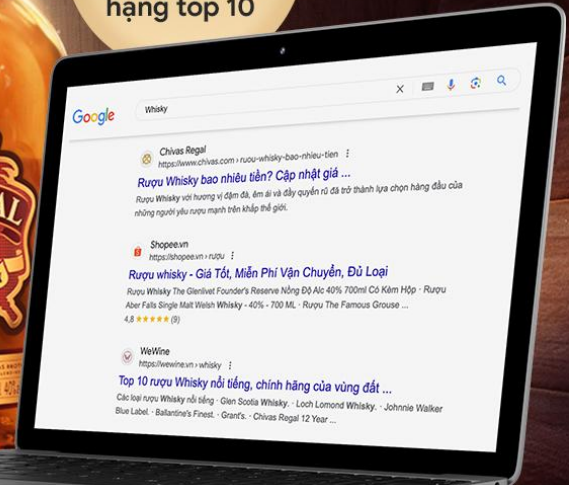 hạng top 10
Google
Whisky
Chivas Regal
https://www.chivas.com › ruou-whisky-bao-nhieu-tien
Rượu Whisky bao nhiêu tiền? Cập nhật giá ...
Rượu Whisky với hương vị đậm đà, êm ái và đầy quyến rũ đã trở thành lựa chọn hàng đầu của
những người yêu rượu mạnh trên khắp thế giới.
Shopee.vn
https://shopee.vn › rượu
Rượu whisky - Giá Tốt, Miễn Phí Vận Chuyển, Đủ Loại
Rượu Whisky The Glenlivet Founder's Reserve Nồng Độ Alc 40% 700ml Có Kèm Hộp · Rượu
Aber Falls Single Malt Welsh Whisky - 40% - 700 ML · Rượu The Famous Grouse ...
4,8 ★★★★★ (9)
WeWine
https://wewine.vn › whisky
Top 10 rượu Whisky nổi tiếng, chính hãng của vùng đất ...
Các loại rượu Whisky nổi tiếng · Glen Scotia Whisky. · Loch Lomond Whisky. · Johnnie Walker
Blue Label. · Ballantine's Finest. · Grant's. · Chivas Regal 12 Year ...